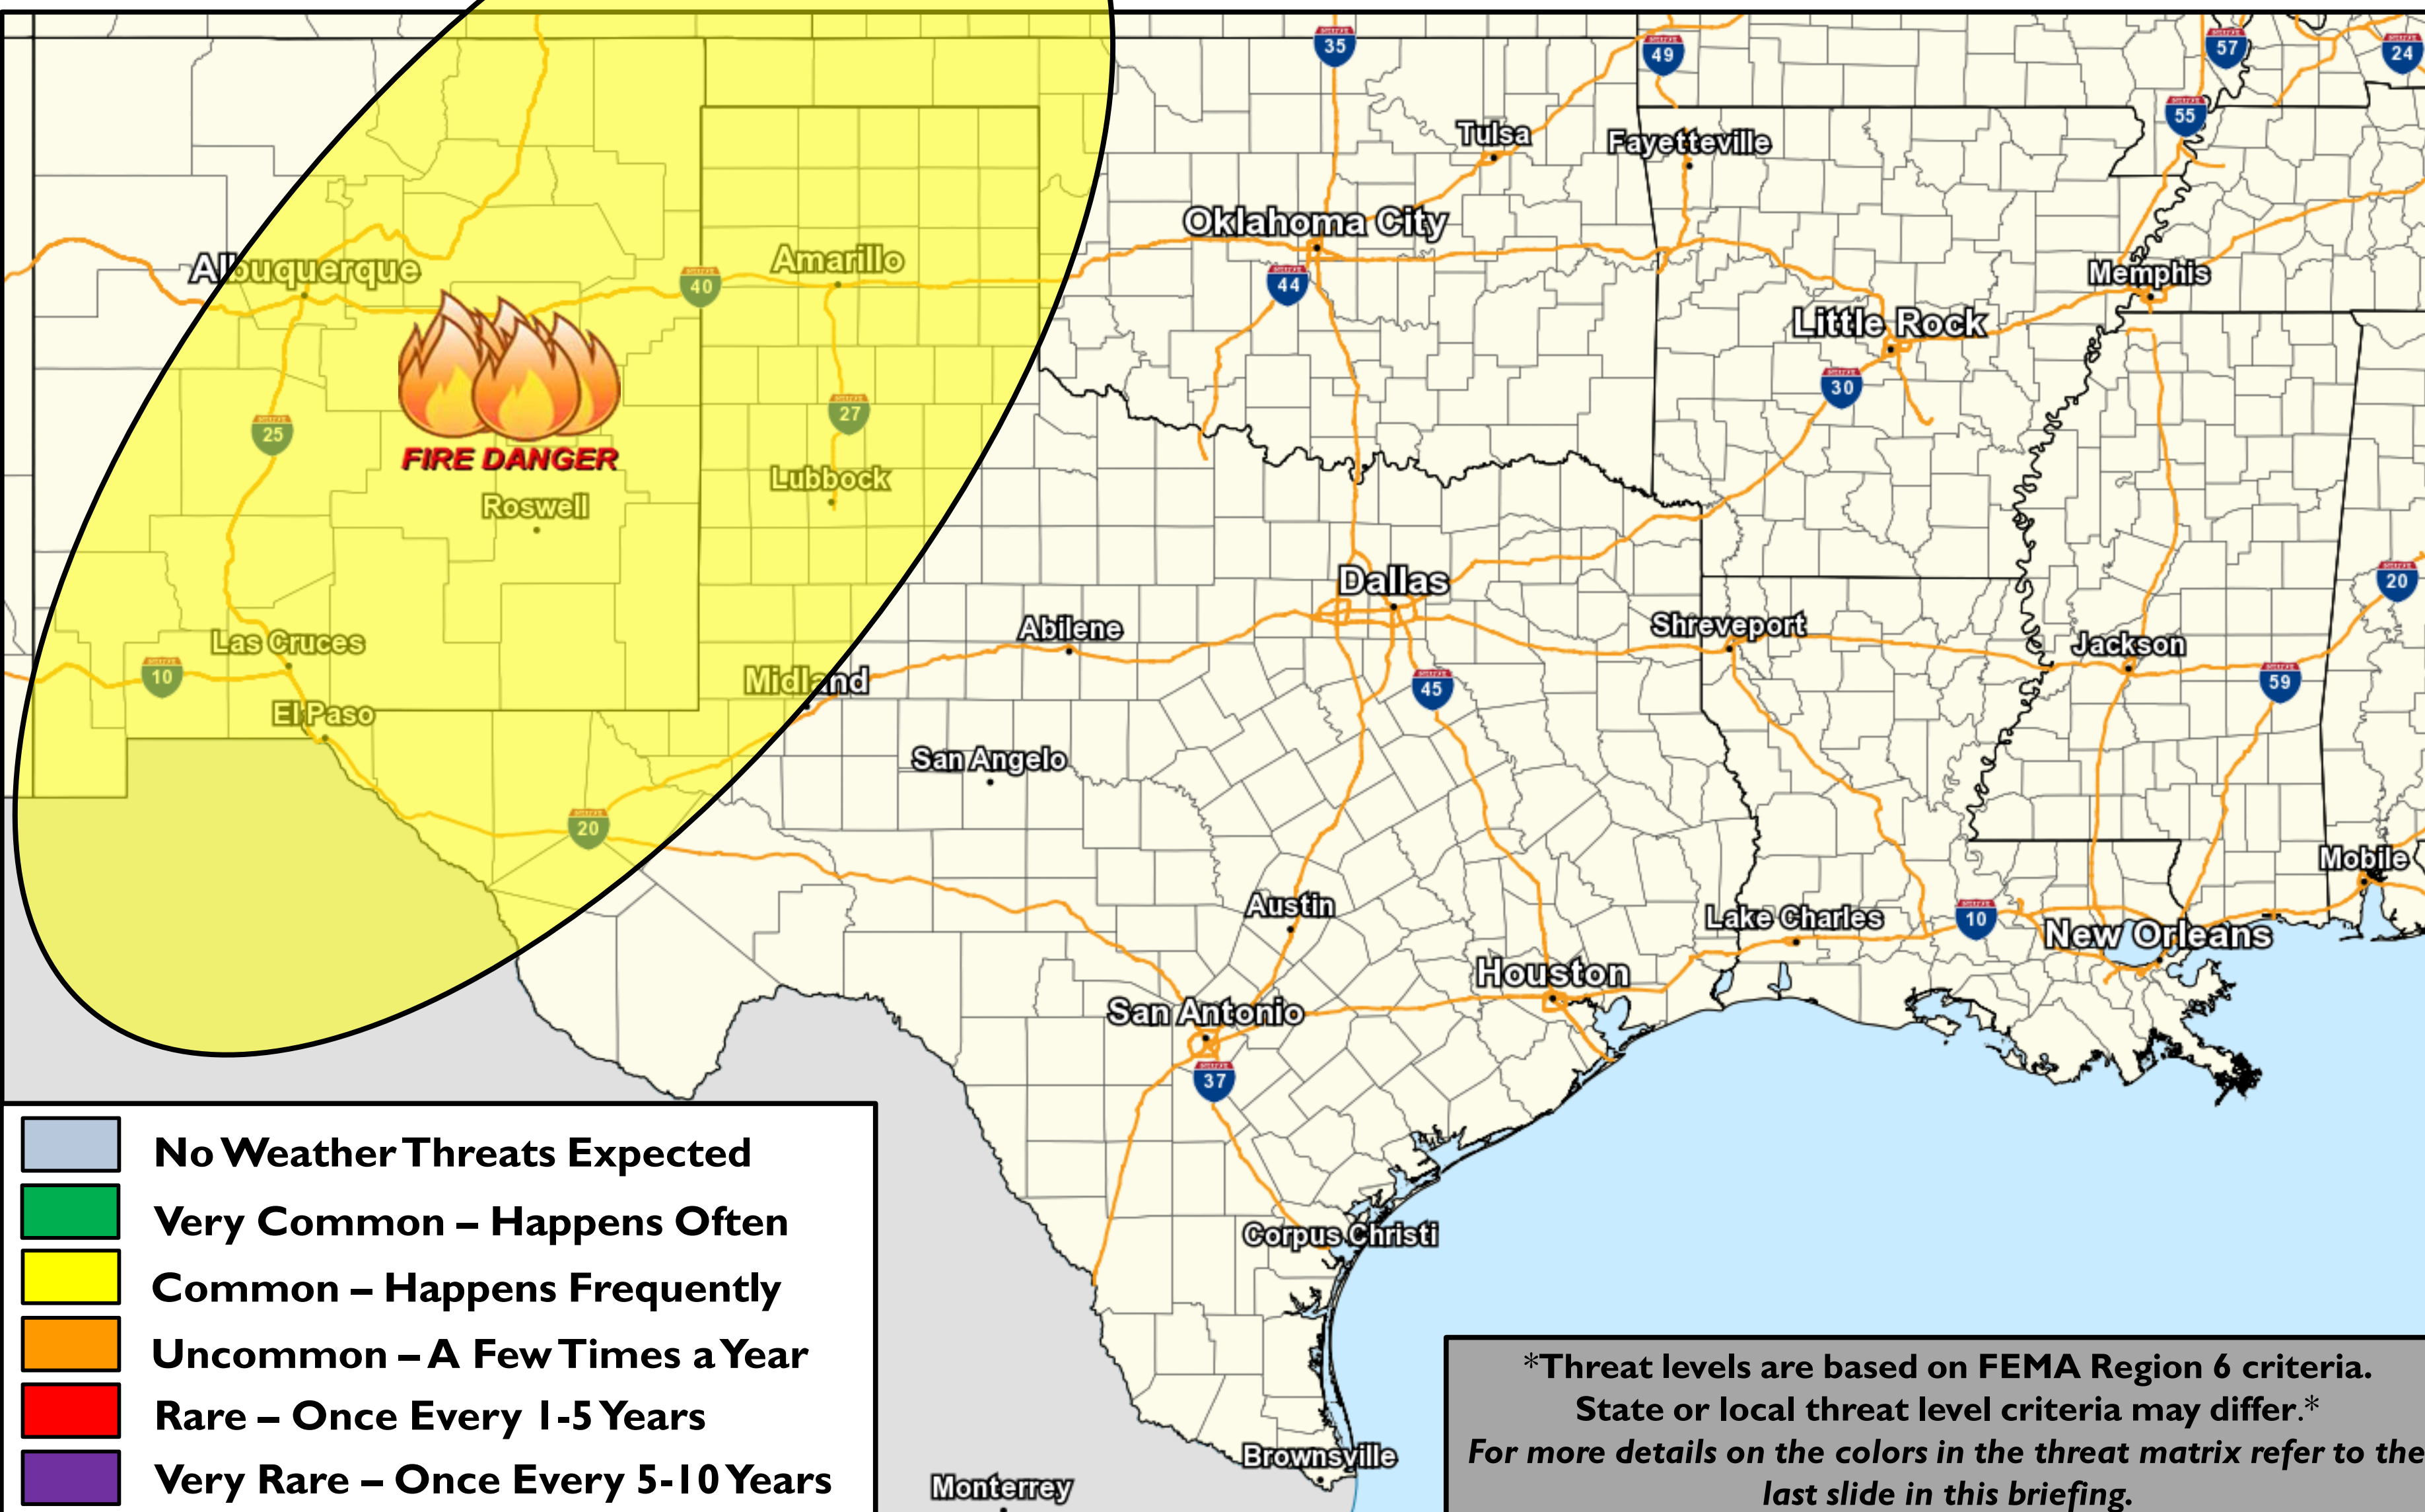 35
49
57
24
55
Tulsa
Fayetteville
Oklahoma City
Albuquerque
Amarillo
40
44
Memphis
Little Rock
30
25
27
FIRE DANGER
Lubbock
Roswell
Dallas
20
Abilene
Shreveport
Las Cruces
Jackson
10
Midland
45
59
El Paso
San Angelo
20
Mobile
Austin
Lake Charles
10
New Orleans
Houston
San Antonio
37
Corpus Christi
Brownsville
Monterrey
No Weather Threats Expected
Very Common – Happens Often
Common – Happens Frequently
Uncommon – A Few Times a Year
Rare – Once Every 1-5 Years
Very Rare – Once Every 5-10 Years
*Threat levels are based on FEMA Region 6 criteria.
State or local threat level criteria may differ.*
For more details on the colors in the threat matrix refer to the
last slide in this briefing.